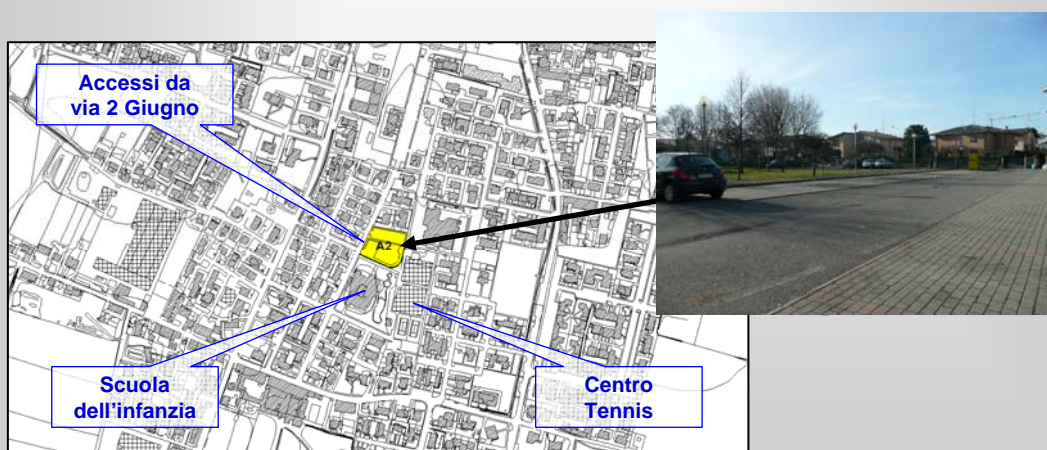 Accessi da
via 2 Giugno
A2
Scuola
dell'infanzia
Centro
Tennis